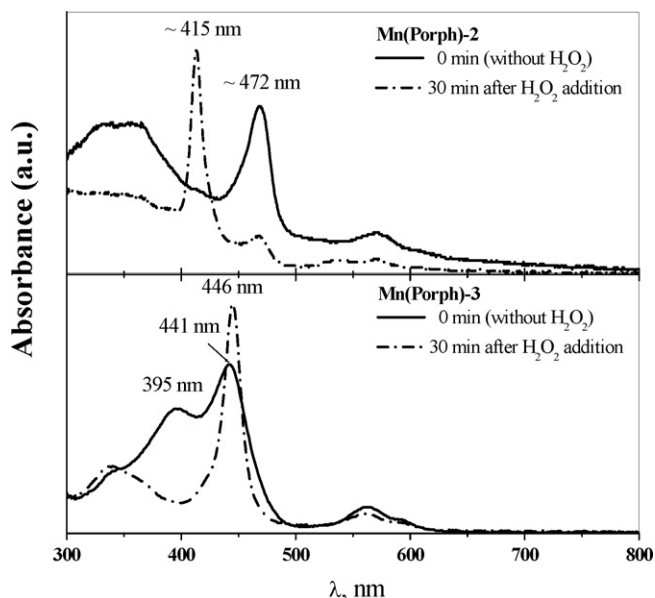 ~ 415 nm
Mn(Porph)-2
0 min (without H₂O₂)
~ 472 nm
30 min after H₂O₂ addition
Absorbance (a.u.)
446 nm
Mn(Porph)-3
0 min (without H₂O₂)
441 nm
30 min after H₂O₂ addition
395 nm
300 400 500 600 700 800
λ, nm